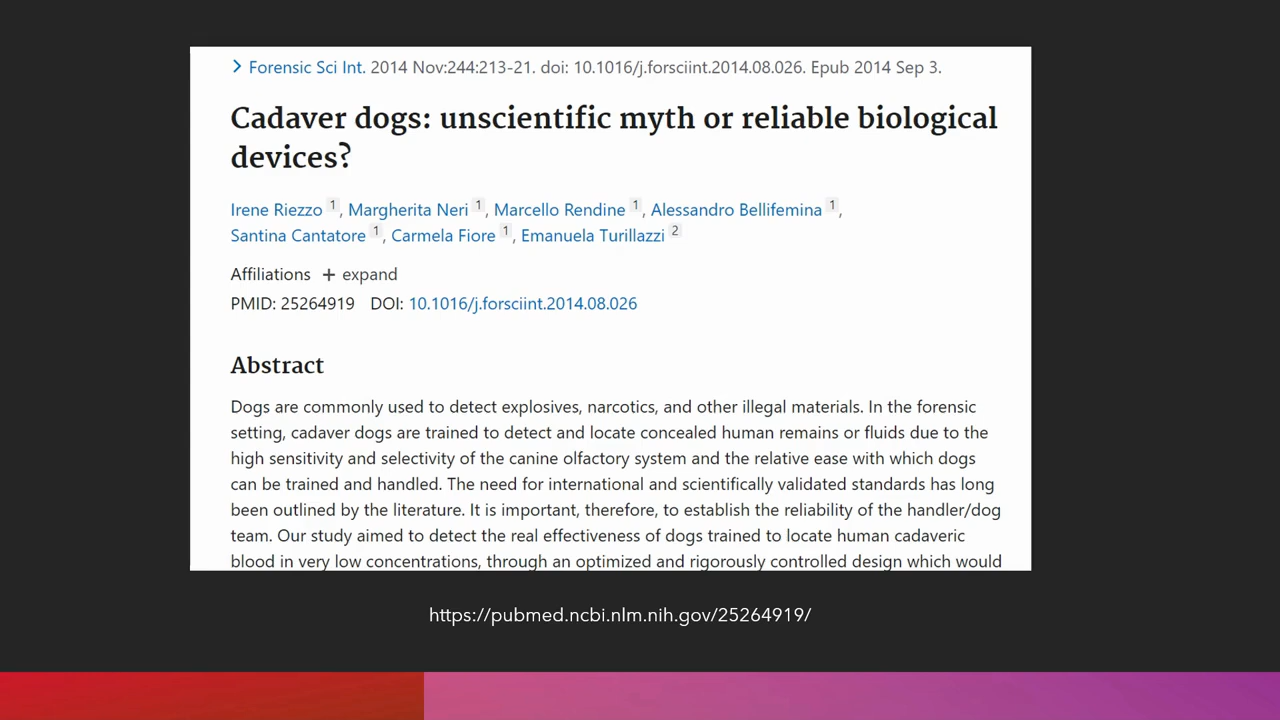 > Forensic Sci Int. 2014 Nov:244:213-21. doi: 10.1016/j.forsciint.2014.08.026. Epub 2014 Sep 3.
Cadaver dogs: unscientific myth or reliable biological
devices?
Irene Riezzo 1, Margherita Neri 1, Marcello Rendine 1, Alessandro Bellifemina 1,
Santina Cantatore 1, Carmela Fiore 1, Emanuela Turillazzi 2
Affiliations + expand
PMID: 25264919 DOI: 10.1016/j.forsciint.2014.08.026
Abstract
Dogs are commonly used to detect explosives, narcotics, and other illegal materials. In the forensic
setting, cadaver dogs are trained to detect and locate concealed human remains or fluids due to the
high sensitivity and selectivity of the canine olfactory system and the relative ease with which dogs
can be trained and handled. The need for international and scientifically validated standards has long
been outlined by the literature. It is important, therefore, to establish the reliability of the handler/dog
team. Our study aimed to detect the real effectiveness of dogs trained to locate human cadaveric
blood in very low concentrations, through an optimized and rigorously controlled design which would
https://pubmed.ncbi.nlm.nih.gov/25264919/